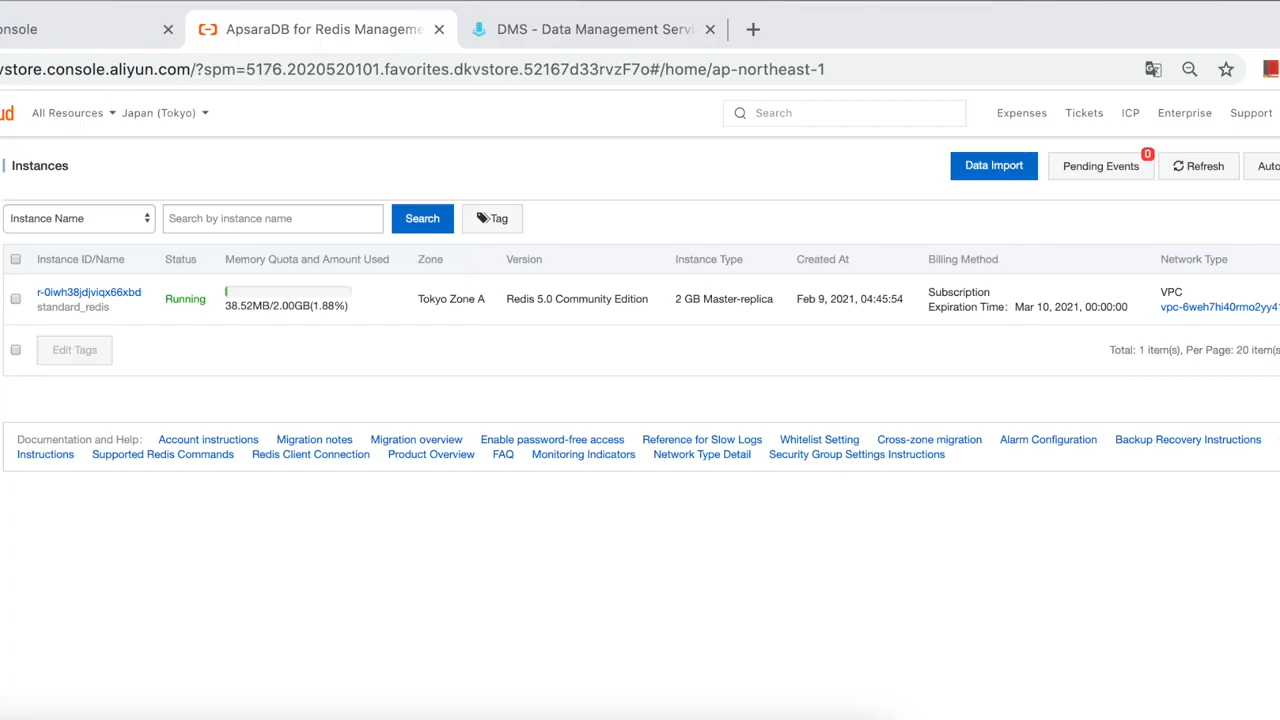 onsole
ApsaraDB for Redis Manageme
DMS - Data Management Servi
vstore.console.aliyun.com/?spm=5176.2020520101.favorites.dkvstore.52167d33rvzF7o#/home/ap-northeast-1
ud All Resources Japan (Tokyo) Search Expenses Tickets ICP Enterprise Support
Instances Data Import Pending Events 0 Refresh Auto
Instance Name Search by instance name Search Tag
Instance ID/Name Status Memory Quota and Amount Used Zone Version Instance Type Created At Billing Method Network Type
r-0iwh38jdjviqx66xbd Running 38.52MB/2.00GB(1.88%) Tokyo Zone A Redis 5.0 Community Edition 2 GB Master-replica Feb 9, 2021, 04:45:54 Subscription VPC
standard_redis Expiration Time: Mar 10, 2021, 00:00:00 vpc-6weh7hi40rmo2yy41
Edit Tags Total: 1 item(s), Per Page: 20 item(s
Documentation and Help: Account instructions Migration notes Migration overview Enable password-free access Reference for Slow Logs Whitelist Setting Cross-zone migration Alarm Configuration Backup Recovery Instructions
Instructions Supported Redis Commands Redis Client Connection Product Overview FAQ Monitoring Indicators Network Type Detail Security Group Settings Instructions